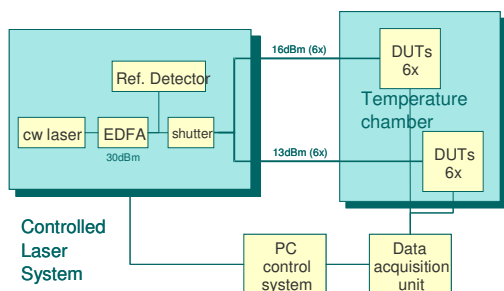 16dBm (6x)
DUTs
6x
Ref. Detector
Temperature
chamber
cw laser
EDFA
shutter
30dBm
13dBm (6x)
DUTs
6x
Controlled
Laser
System
PC
control
system
Data
acquisition
unit